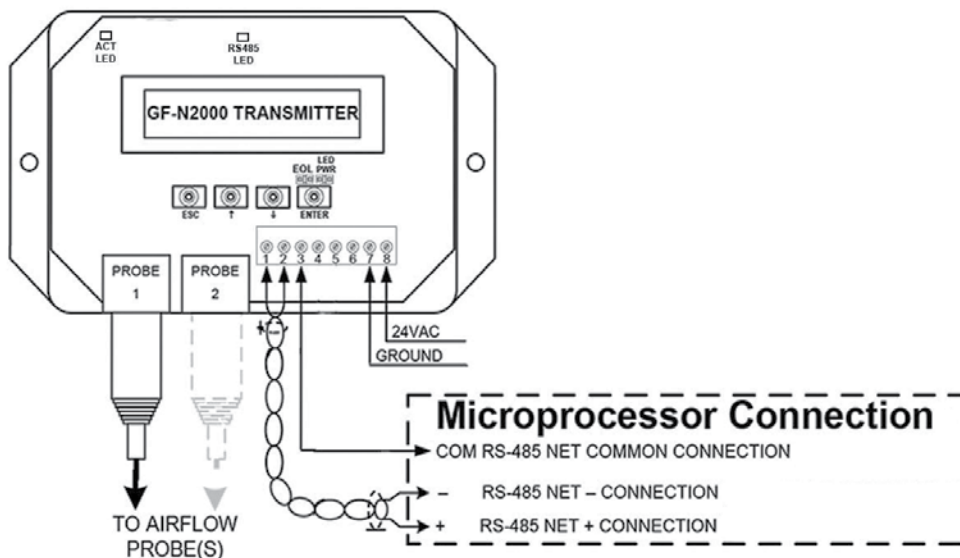 ACT
LED
RS485
LED
GF-N2000 TRANSMITTER
LED
EOL PWR
ESC
↑
↓
ENTER
1 2 3 4 5 6 7 8
PROBE
1
PROBE
2
24VAC
GROUND
Microprocessor Connection
COM RS-485 NET COMMON CONNECTION
– RS-485 NET – CONNECTION
+ RS-485 NET + CONNECTION
TO AIRFLOW
PROBE(S)